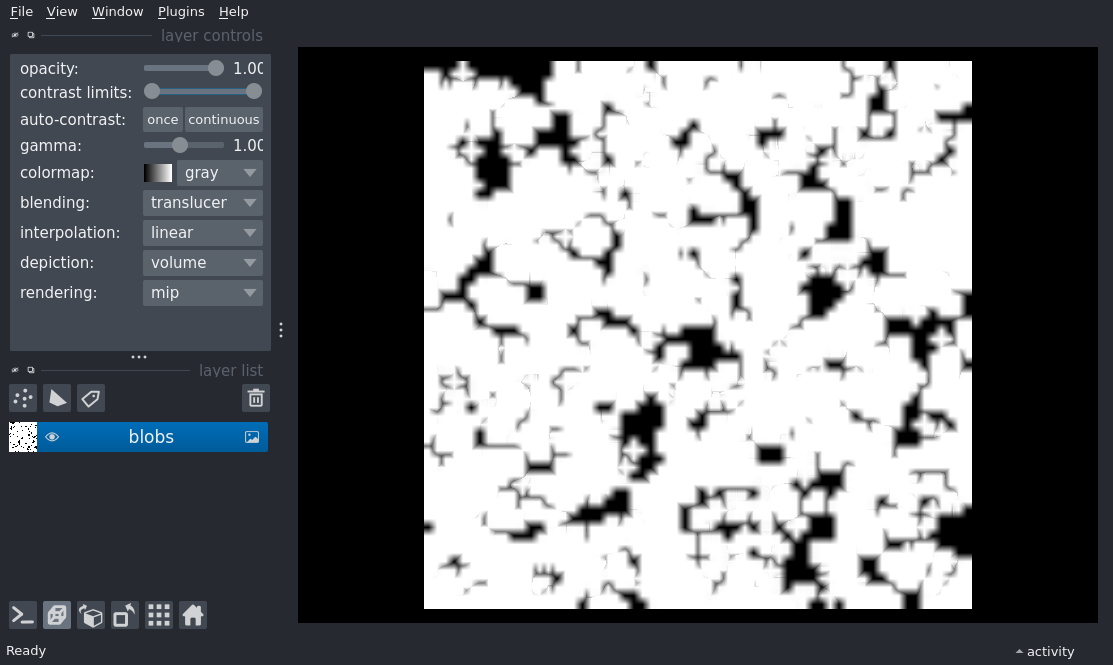 File View Window Plugins Help
layer controls
opacity: 1.00
contrast limits:
auto-contrast: once continuous
gamma: 1.00
colormap: gray
blending: translucer
interpolation: linear
depiction: volume
rendering: mip
layer list
blobs
Ready
activity